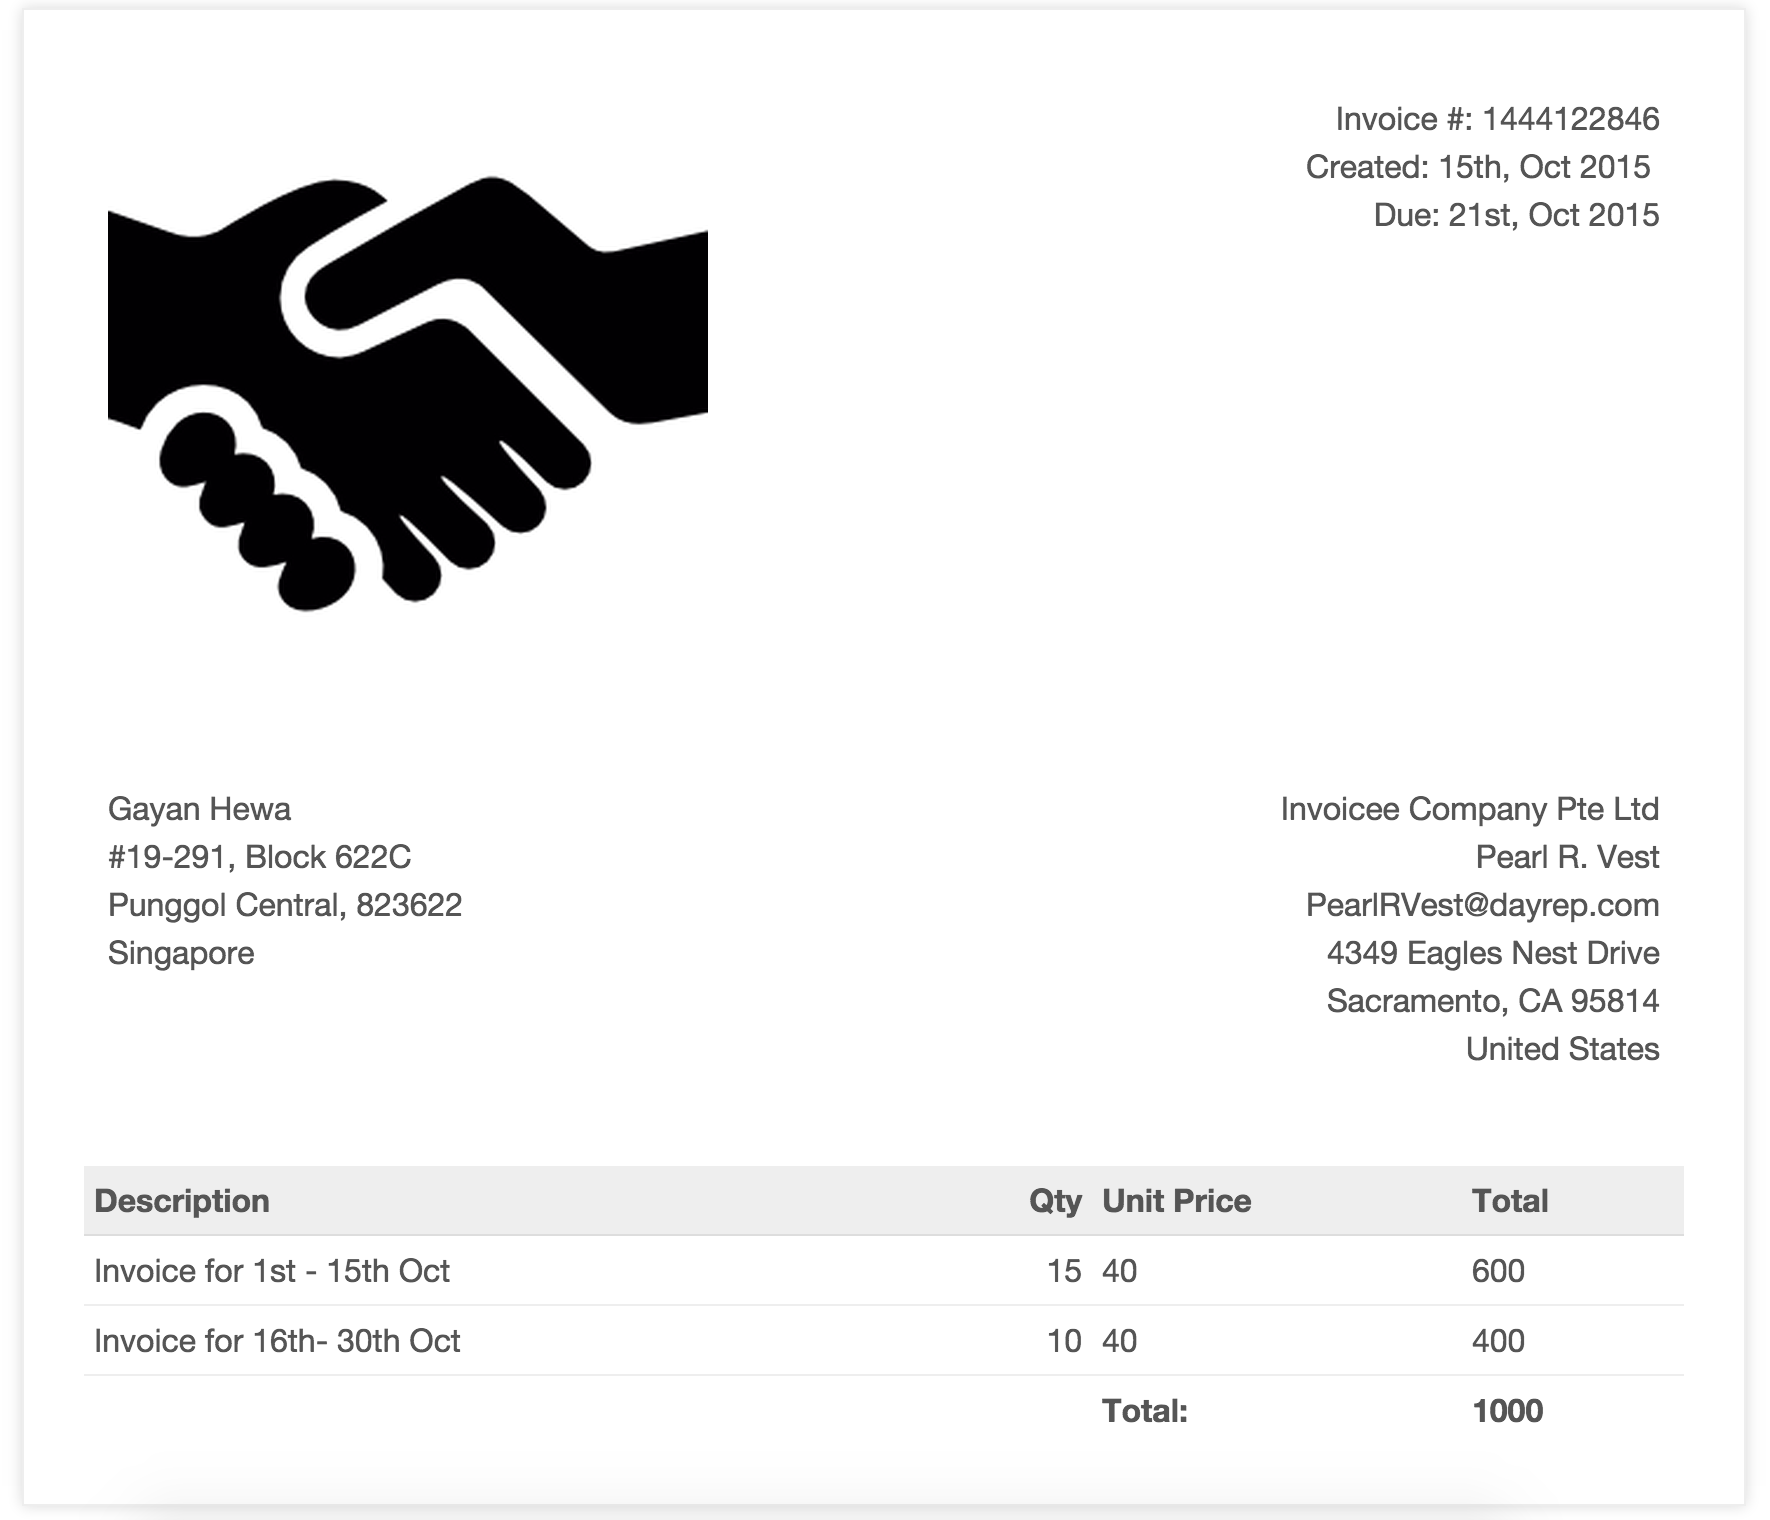 Invoice #: 1444122846
Created: 15th, Oct 2015
Due: 21st, Oct 2015
Gayan Hewa
#19-291, Block 622C
Punggol Central, 823622
Singapore
Invoicee Company Pte Ltd
Pearl R. Vest
PearlRVest@dayrep.com
4349 Eagles Nest Drive
Sacramento, CA 95814
United States
Description Qty Unit Price Total
Invoice for 1st - 15th Oct 15 40 600
Invoice for 16th- 30th Oct 10 40 400
Total: 1000